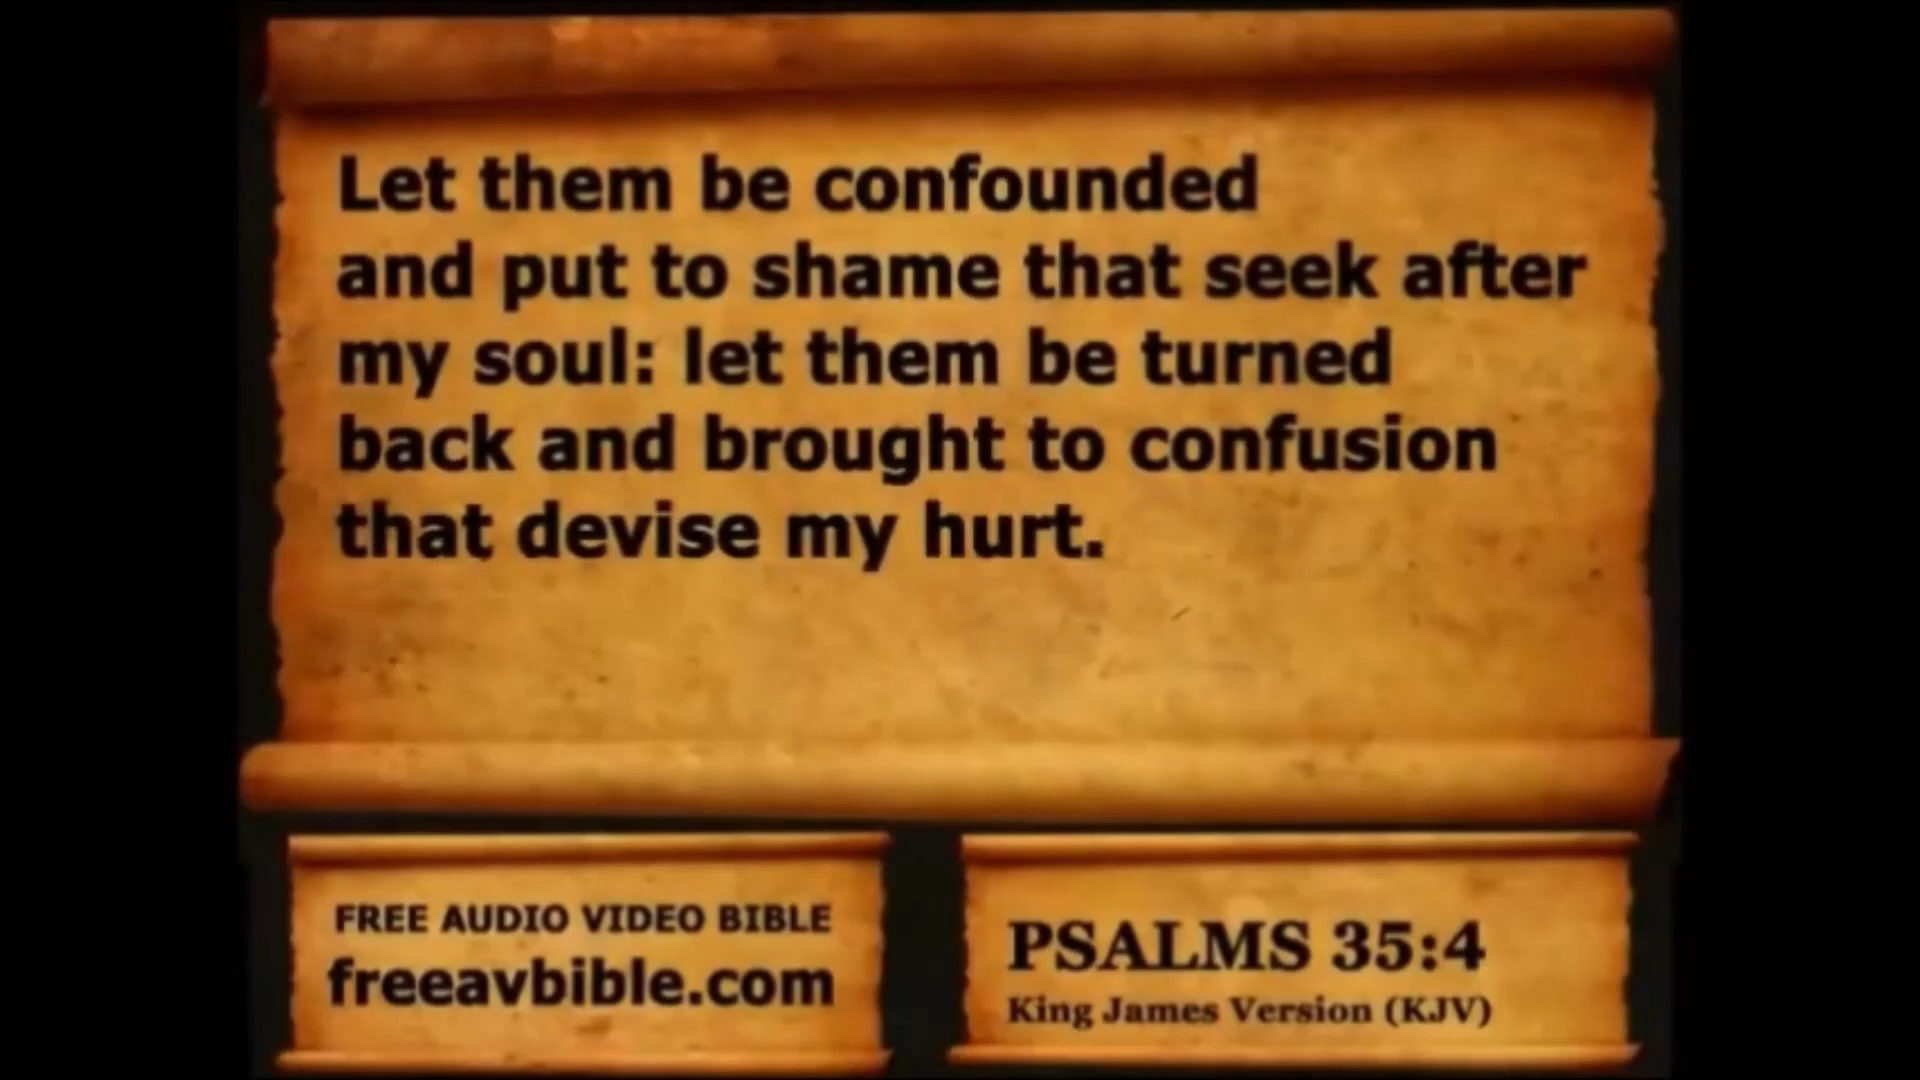 Let them be confounded
and put to shame that seek after
my soul: let them be turned
back and brought to confusion
that devise my hurt.
FREE AUDIO VIDEO BIBLE
freeavbible.com
PSALMS 35:4
King James Version (KJV)